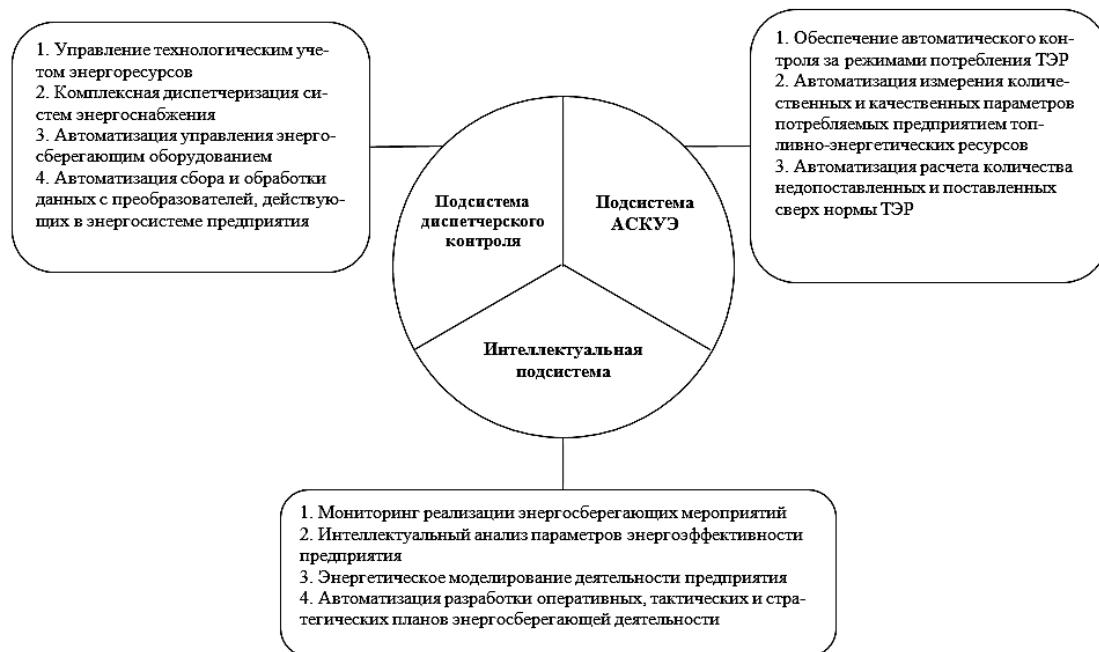 1. Управление технологическим уче-
том энергоресурсов
2. Комплексная диспетчеризация си-
стем энергоснабжения
3. Автоматизация управления энерго-
сберегающим оборудованием
4. Автоматизация сбора и обработки
данных с преобразователей, действую-
щих в энергосистеме предприятия
1. Обеспечение автоматического кон-
троля за режимами потребления ТЭР
2. Автоматизация измерения количе-
ственных и качественных параметров
потребляемых предприятием топ-
ливно-энергетических ресурсов
3. Автоматизация расчета количества
недопоставленных и поставленных
сверх нормы ТЭР
Подсистема
диспетчерского
контроля
Подсистема
АСКУЭ
Интеллектуальная
подсистема
1. Мониторинг реализации энергосберегающих мероприятий
2. Интеллектуальный анализ параметров энергоэффективности
предприятия
3. Энергетическое моделирование деятельности предприятия
4. Автоматизация разработки оперативных, тактических и стра-
тегических планов энергосберегающей деятельности